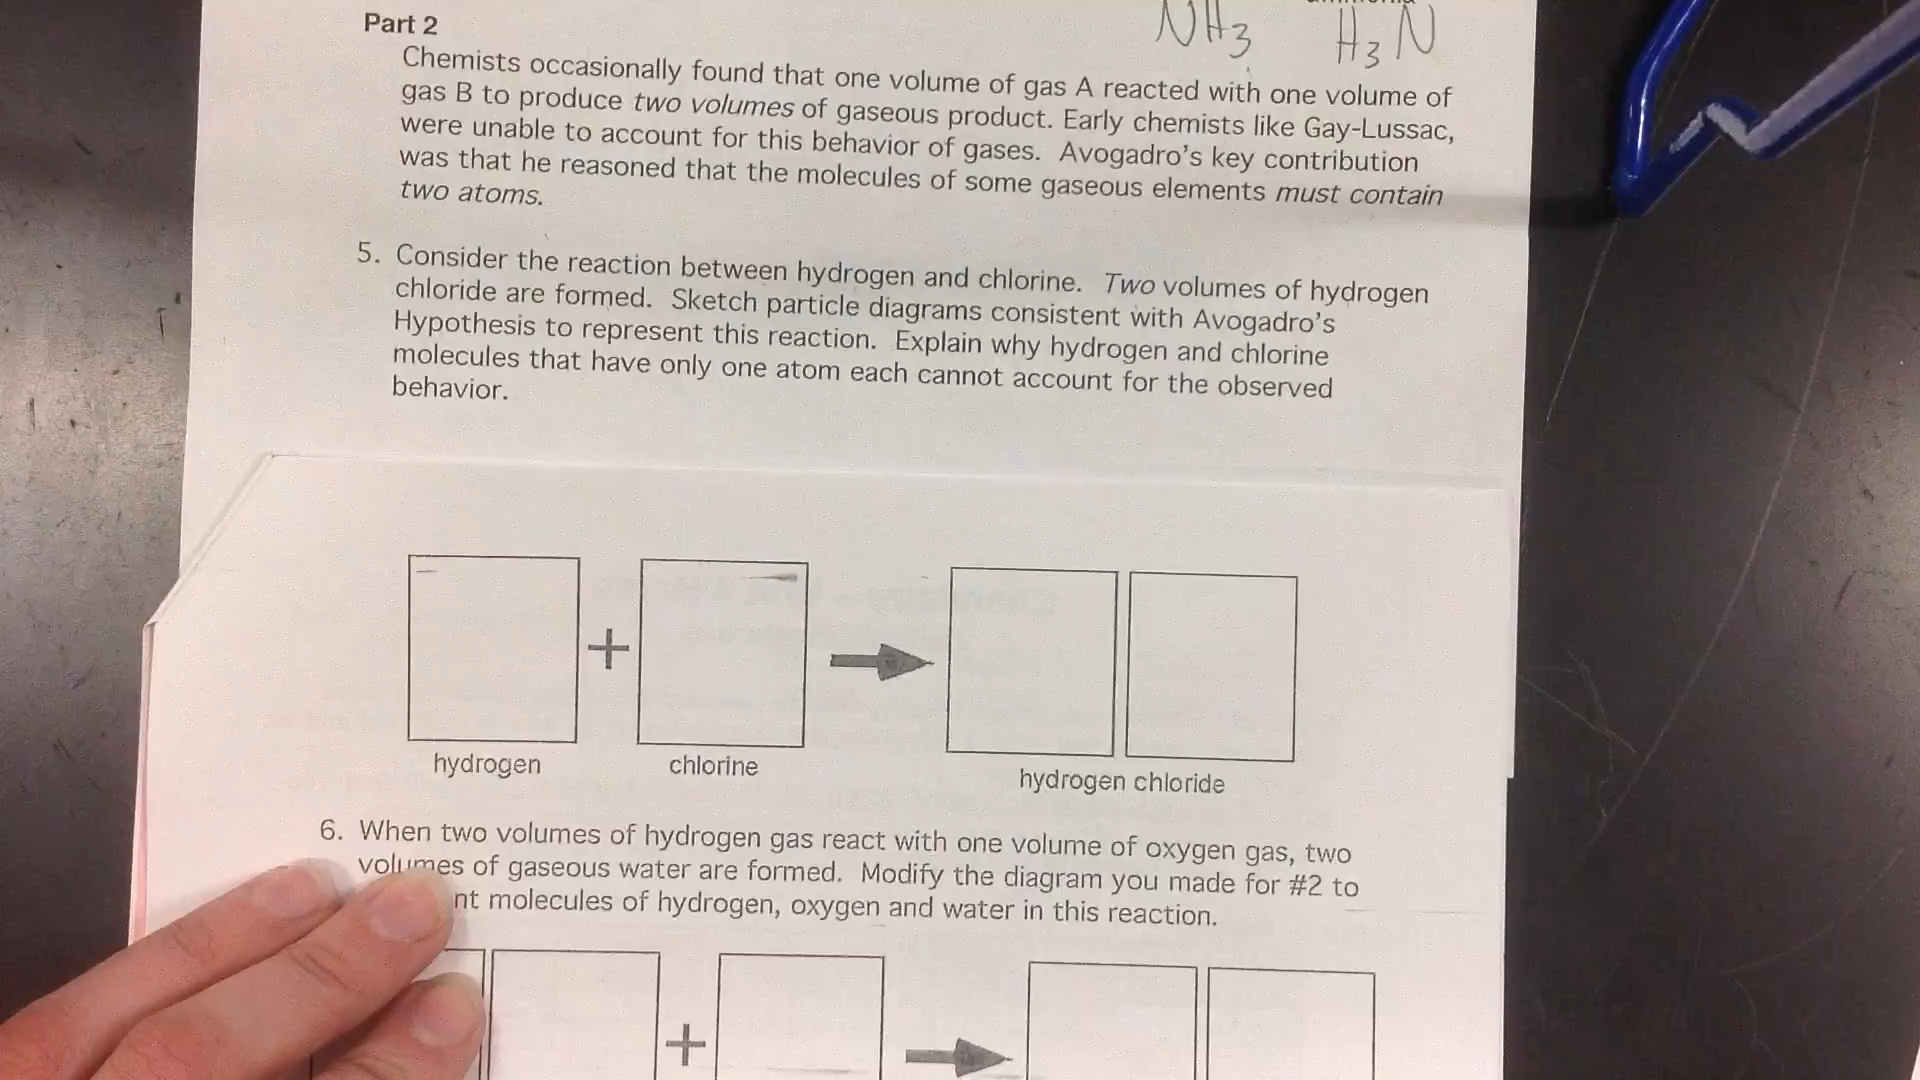 NH3 H3N
Part 2
Chemists occasionally found that one volume of gas A reacted with one volume of
gas B to produce two volumes of gaseous product. Early chemists like Gay-Lussac,
were unable to account for this behavior of gases. Avogadro's key contribution
was that he reasoned that the molecules of some gaseous elements must contain
two atoms.
5. Consider the reaction between hydrogen and chlorine. Two volumes of hydrogen
chloride are formed. Sketch particle diagrams consistent with Avogadro's
Hypothesis to represent this reaction. Explain why hydrogen and chlorine
molecules that have only one atom each cannot account for the observed
behavior.
+
hydrogen chlorine hydrogen chloride
6. When two volumes of hydrogen gas react with one volume of oxygen gas, two
volumes of gaseous water are formed. Modify the diagram you made for #2 to
nt molecules of hydrogen, oxygen and water in this reaction.
+